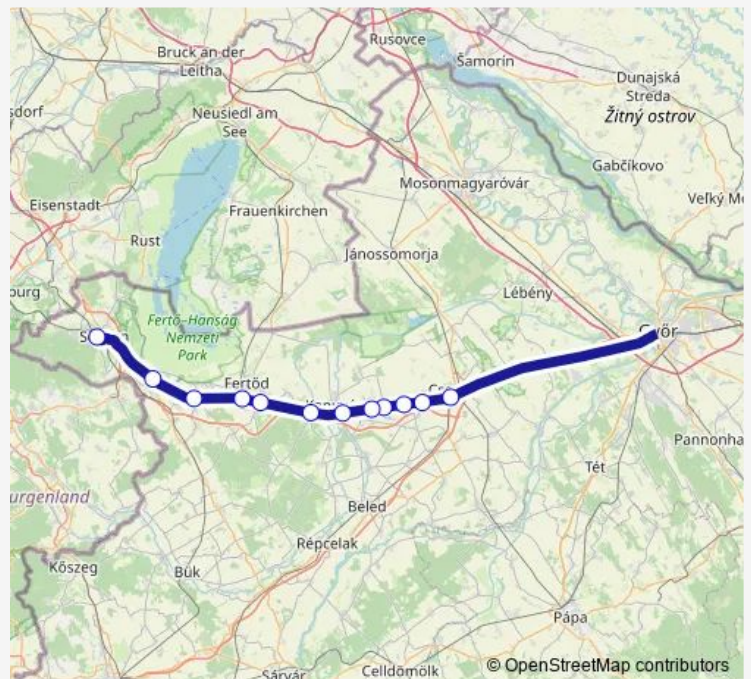 Bruck an der
Leitha
Rusovce
Šamorín
Dunajská
Streda
Žitný ostrov
sdorf
Neusiedl am
See
Gabčíkovo
Mosonmagyaróvár
Eisenstadt
Frauenkirchen
Rust
Jánossomorja
Lébény
burg
Fertő-Hanság
Nemzeti
Park
Győr
Fertőd
Pannonha
Tét
urgenland
Beled
Répcelak
Kőszeg
Bük
Pápa
Sárvár
Celldömölk
© OpenStreetMap contributors